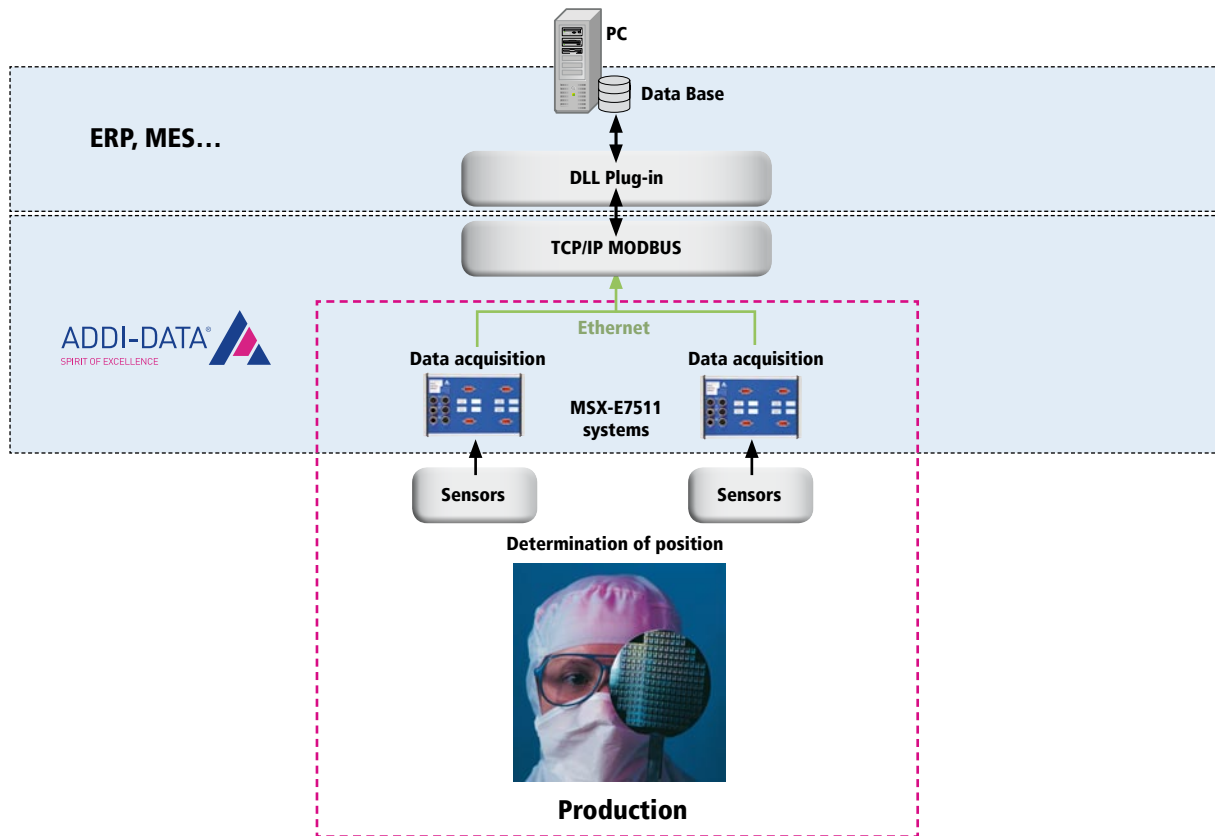 PC
Data Base
ERP, MES…
DLL Plug-in
TCP/IP MODBUS
ADDI-DATA®
SPIRIT OF EXCELLENCE
Ethernet
Data acquisition
Data acquisition
MSX-E7511
systems
Sensors
Sensors
Determination of position
Production